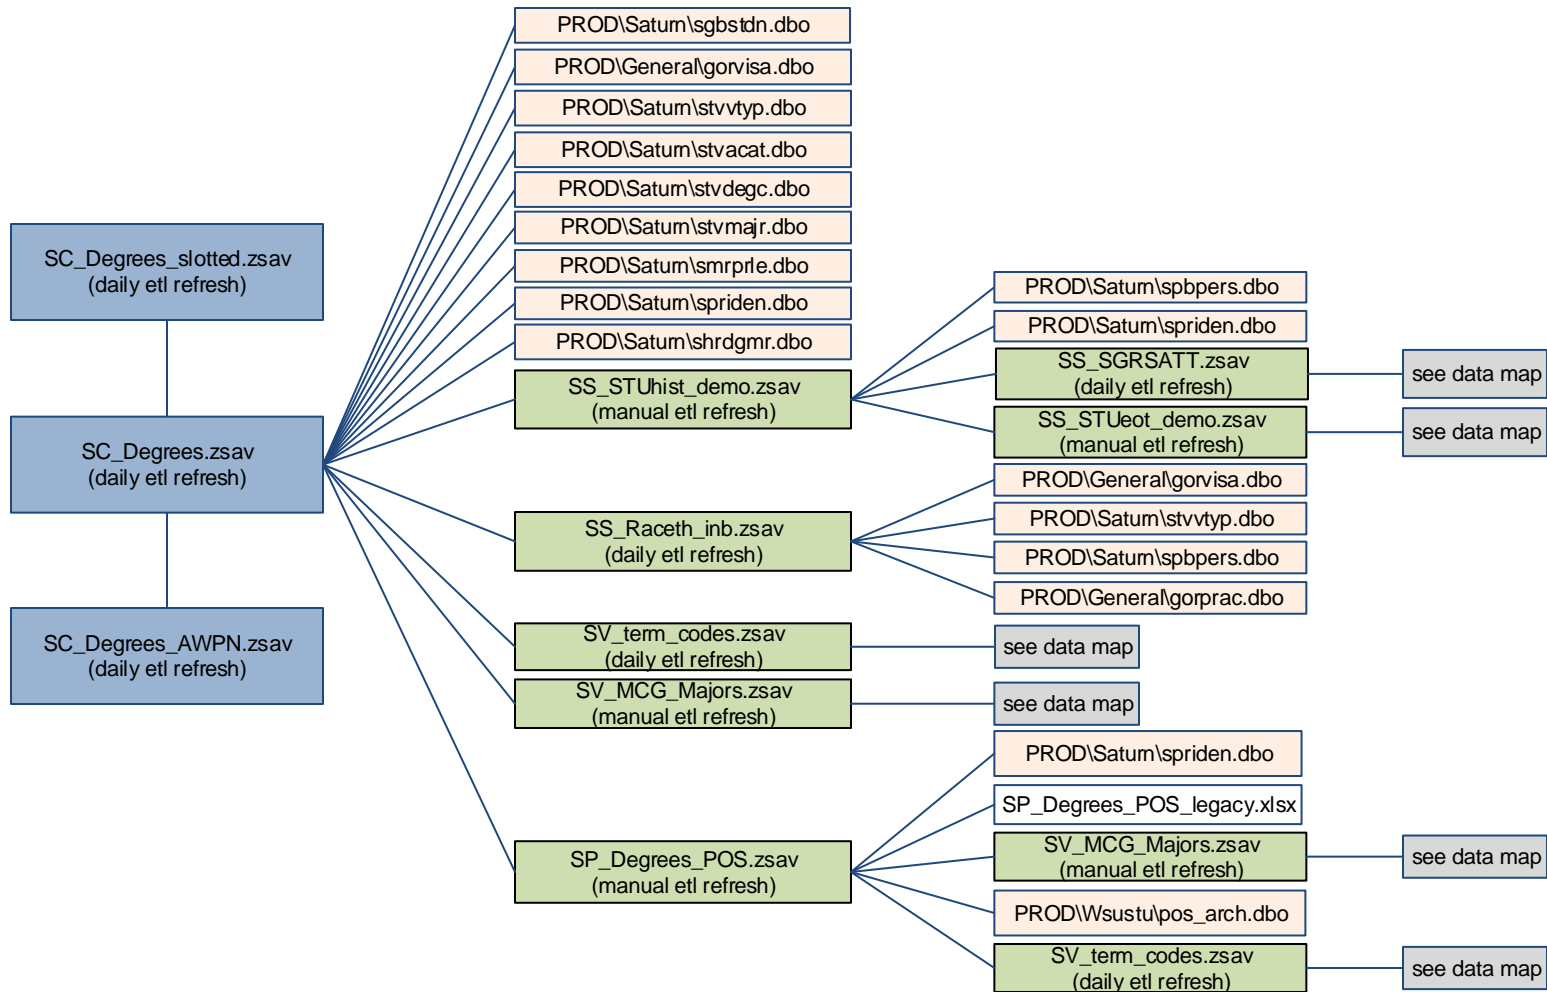 PROD\Saturn\sgbstdn.dbo
PROD\General\gorvisa.dbo
PROD\Saturn\stvvtyp.dbo
PROD\Saturn\stvacat.dbo
PROD\Saturn\stvdegc.dbo
PROD\Saturn\stvmajr.dbo
PROD\Saturn\smrprle.dbo
PROD\Saturn\spriden.dbo
PROD\Saturn\shrdgmr.dbo
SC_Degrees_slotted.zsav
(daily etl refresh)
SC_Degrees.zsav
(daily etl refresh)
SC_Degrees_AWPN.zsav
(daily etl refresh)
SS_STUhist_demo.zsav
(manual etl refresh)
PROD\Saturn\spbpers.dbo
PROD\Saturn\spriden.dbo
SS_SGRSATT.zsav
(daily etl refresh)
see data map
SS_STUeot_demo.zsav
(manual etl refresh)
see data map
SS_Raceth_inb.zsav
(daily etl refresh)
PROD\General\gorvisa.dbo
PROD\Saturn\stvvtyp.dbo
PROD\Saturn\spbpers.dbo
PROD\General\gorprac.dbo
SV_term_codes.zsav
(daily etl refresh)
see data map
SV_MCG_Majors.zsav
(manual etl refresh)
see data map
SP_Degrees_POS.zsav
(manual etl refresh)
PROD\Saturn\spriden.dbo
SP_Degrees_POS_legacy.xlsx
SV_MCG_Majors.zsav
(manual etl refresh)
see data map
PROD\Wsustu\pos_arch.dbo
SV_term_codes.zsav
(daily etl refresh)
see data map